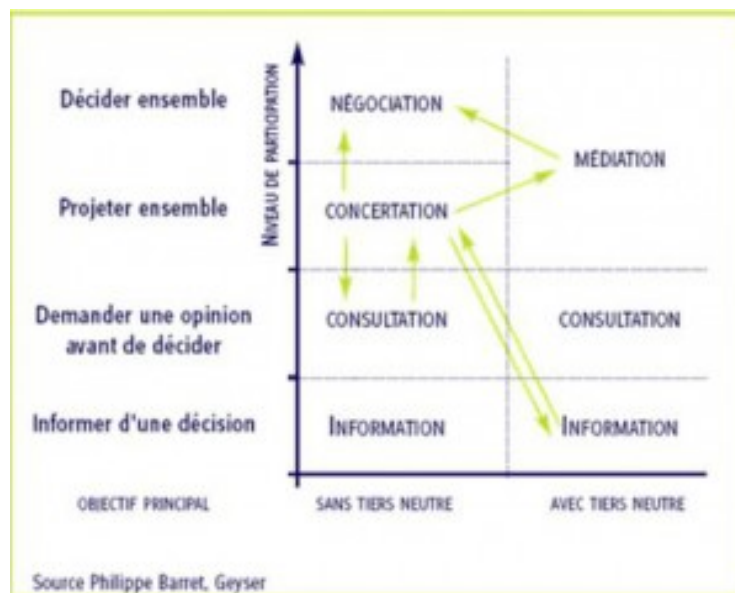 NIVEAU DE PARTICIPATION
Décider ensemble
NÉGOCIATION
MÉDIATION
Projeter ensemble
CONCERTATION
Demander une opinion
avant de décider
CONSULTATION
CONSULTATION
Informer d'une décision
INFORMATION
INFORMATION
OBJECTIF PRINCIPAL
SANS TIERS NEUTRE
AVEC TIERS NEUTRE
Source Philippe Barret, Geyser